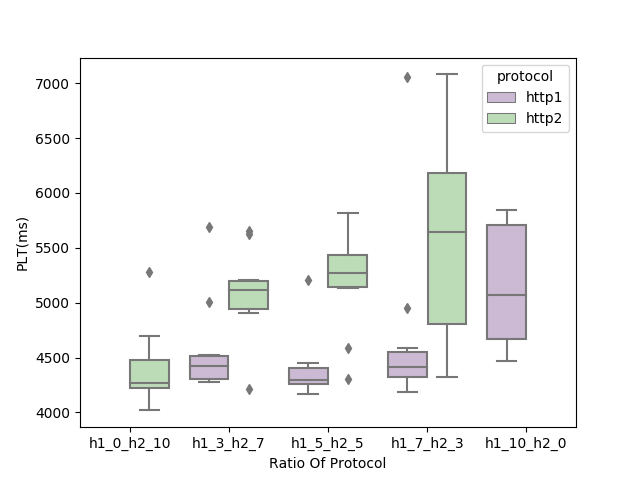 protocol
http1
http2
7000
6500
6000
5500
5000
4500
4000
PLT(ms)
h1_0_h2_10 h1_3_h2_7 h1_5_h2_5 h1_7_h2_3 h1_10_h2_0
Ratio Of Protocol